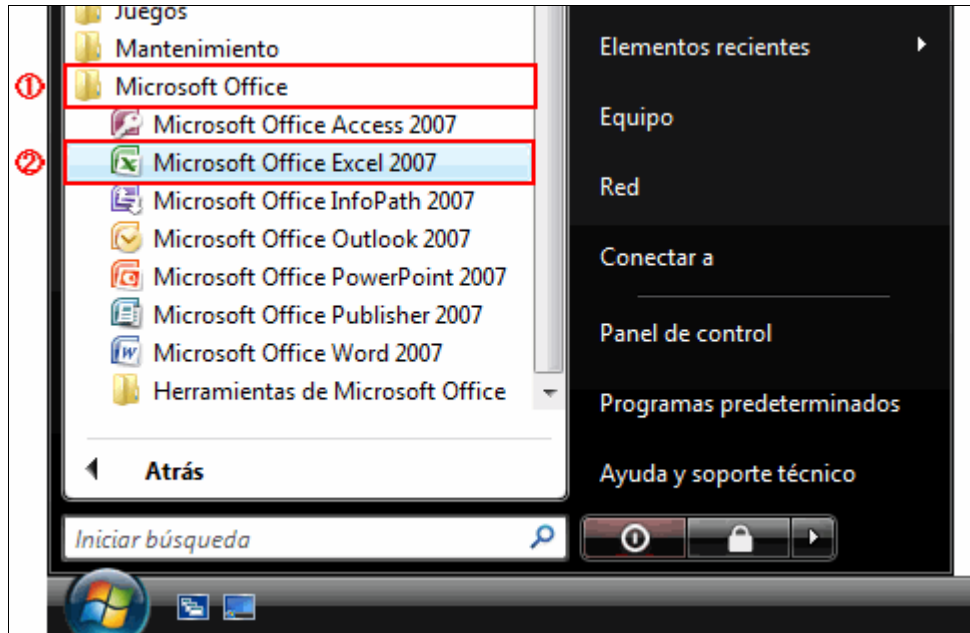 Juegos
Mantenimiento
① Microsoft Office
Microsoft Office Access 2007
② Microsoft Office Excel 2007
Microsoft Office InfoPath 2007
Microsoft Office Outlook 2007
Microsoft Office PowerPoint 2007
Microsoft Office Publisher 2007
Microsoft Office Word 2007
Herramientas de Microsoft Office
Atrás
Iniciar búsqueda
Elementos recientes
Equipo
Red
Conectar a
Panel de control
Programas predeterminados
Ayuda y soporte técnico